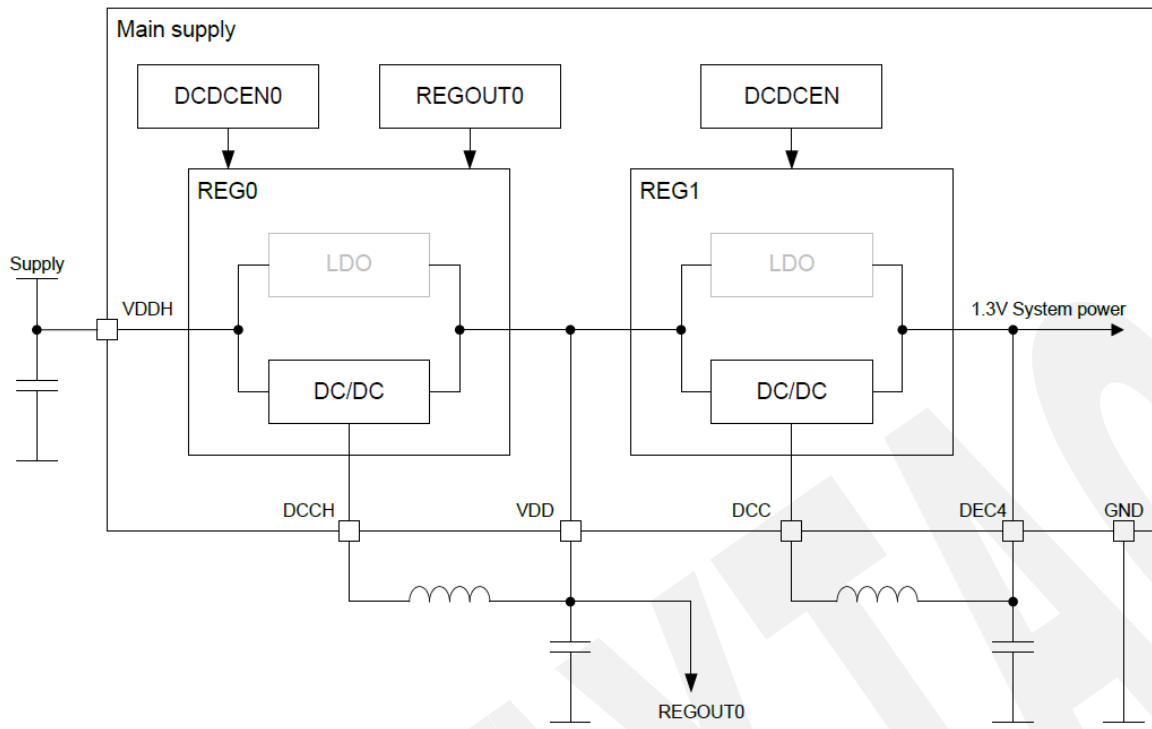 Main supply
DCDCEN0
REGOUT0
DCDCEN
REG0
REG1
LDO
LDO
Supply
VDDH
1.3V System power
DC/DC
DC/DC
DCCH
VDD
DCC
DEC4
GND
REGOUT0